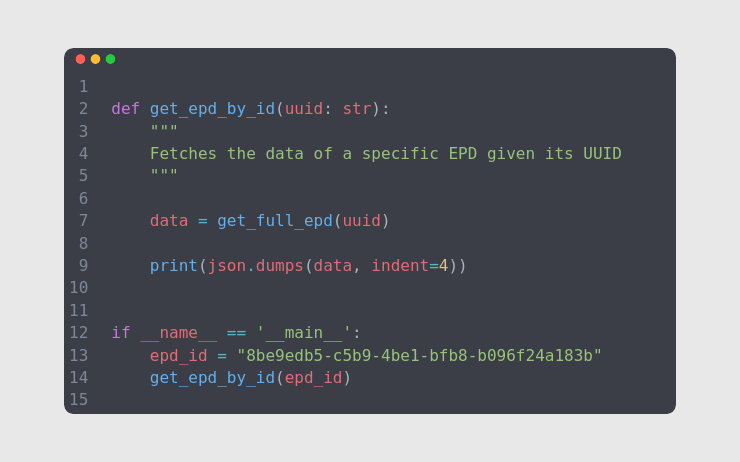 1
2 def get_epd_by_id(uuid: str):
3     """
4     Fetches the data of a specific EPD given its UUID
5     """
6
7     data = get_full_epd(uuid)
8
9     print(json.dumps(data, indent=4))
10
11
12 if __name__ == '__main__':
13     epd_id = "8be9edb5-c5b9-4be1-bfb8-b096f24a183b"
14     get_epd_by_id(epd_id)
15